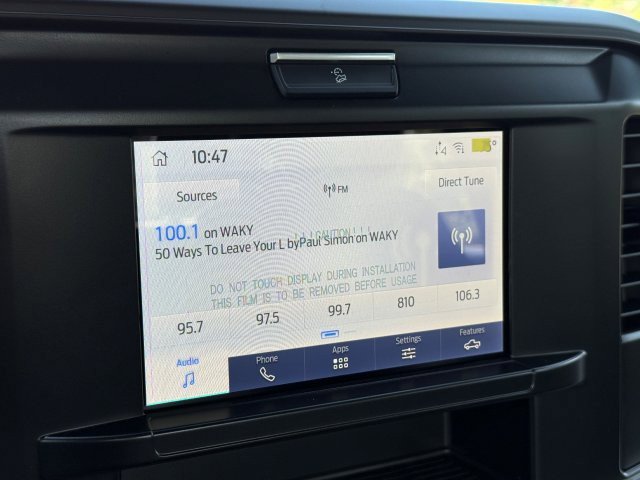 10:47
Sources
FM
Direct Tune
100.1 on WAKY
! ! ! CAUTION ! ! !
50 Ways To Leave Your L byPaul Simon on WAKY
DO NOT TOUCH DISPLAY DURING INSTALLATION
THIS FILM IS TO BE REMOVED BEFORE USAGE
95.7 97.5 99.7 810 106.3
Audio Phone Apps Settings Features